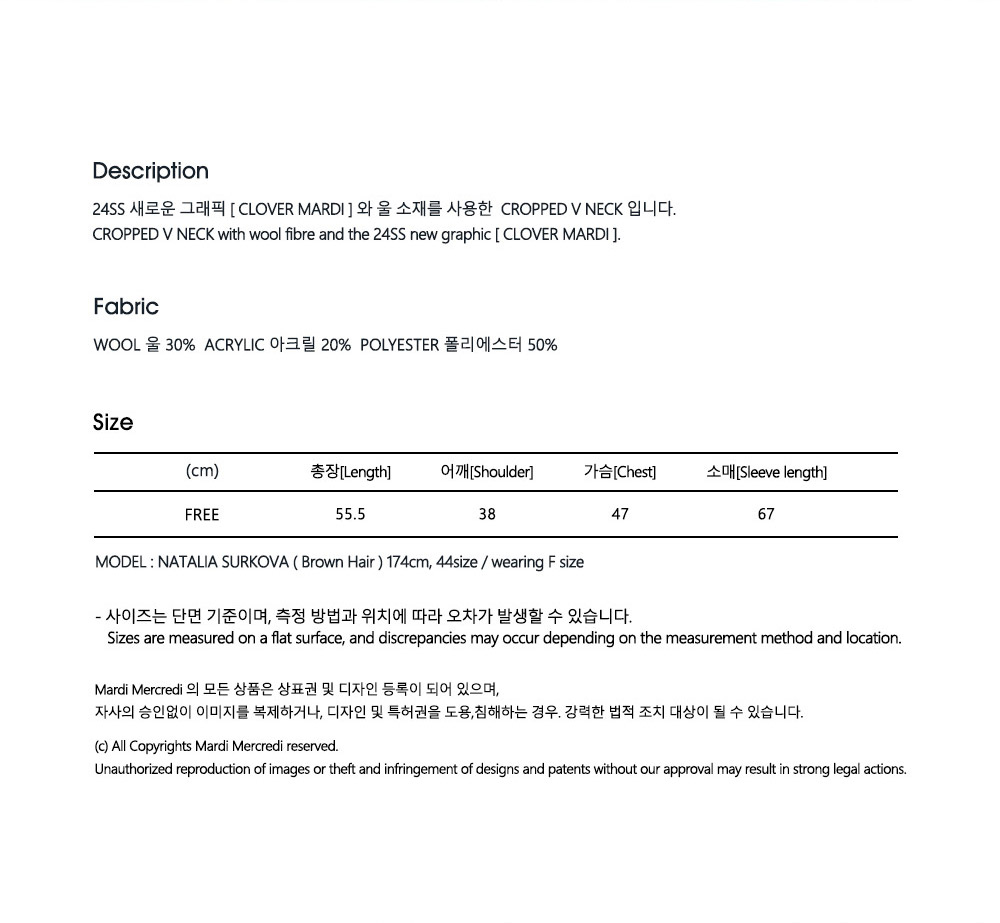 Description
24SS 새로운 그래픽 [ CLOVER MARDI ] 와 울 소재를 사용한 CROPPED V NECK 입니다.
CROPPED V NECK with wool fibre and the 24SS new graphic [ CLOVER MARDI ].
Fabric
WOOL 울 30% ACRYLIC 아크릴 20% POLYESTER 폴리에스터 50%
Size
(cm) 총장[Length] 어깨[Shoulder] 가슴[Chest] 소매[Sleeve length]
FREE 55.5 38 47 67
MODEL : NATALIA SURKOVA ( Brown Hair ) 174cm, 44size / wearing F size
- 사이즈는 단면 기준이며, 측정 방법과 위치에 따라 오차가 발생할 수 있습니다.
Sizes are measured on a flat surface, and discrepancies may occur depending on the measurement method and location.
Mardi Mercredi 의 모든 상품은 상표권 및 디자인 등록이 되어 있으며,
자사의 승인없이 이미지를 복제하거나, 디자인 및 특허권을 도용,침해하는 경우. 강력한 법적 조치 대상이 될 수 있습니다.
(c) All Copyrights Mardi Mercredi reserved.
Unauthorized reproduction of images or theft and infringement of designs and patents without our approval may result in strong legal actions.